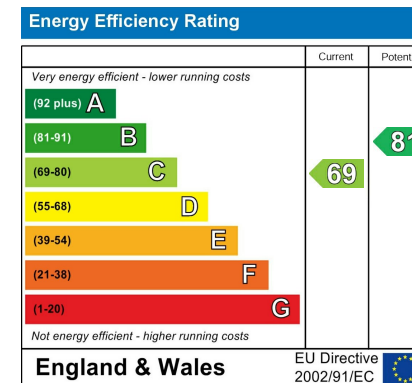 Energy Efficiency Rating
Current Potent
Very energy efficient - lower running costs
(92 plus) A
(81-91) B
(69-80) C
(55-68) D
(39-54) E
(21-38) F
(1-20) G
69
81
Not energy efficient - higher running costs
England & Wales
EU Directive
2002/91/EC